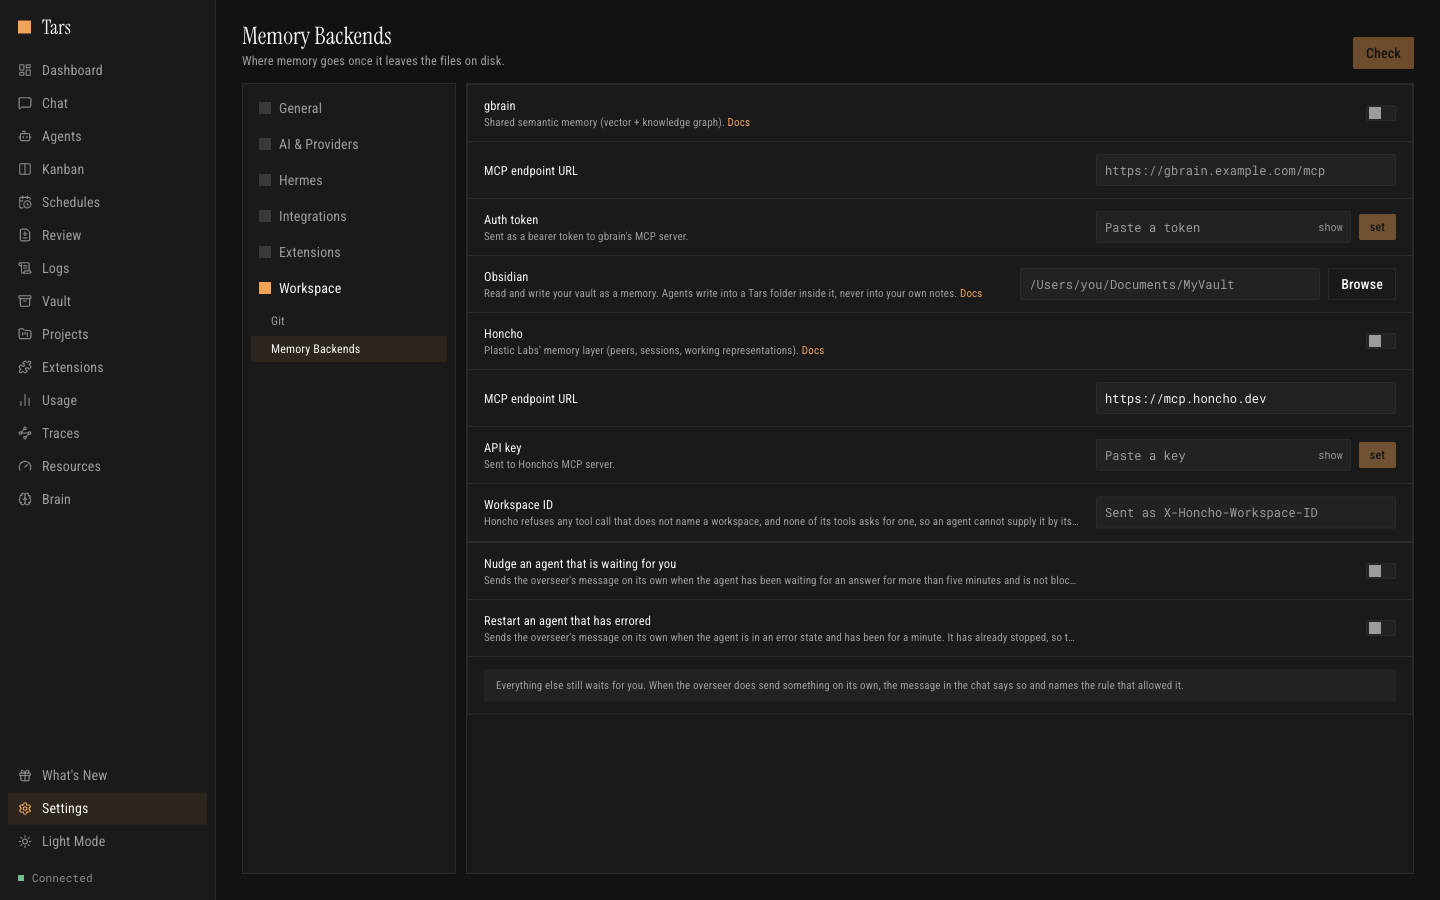 Tars
Dashboard
Chat
Agents
Kanban
Schedules
Review
Logs
Vault
Projects
Extensions
Usage
Traces
Resources
Brain
What's New
Settings
Light Mode
Connected
Memory Backends
Where memory goes once it leaves the files on disk.
Check
General
AI & Providers
Hermes
Integrations
Extensions
Workspace
Git
Memory Backends
gbrain
Shared semantic memory (vector + knowledge graph). Docs
MCP endpoint URL
https://gbrain.example.com/mcp
Auth token
Sent as a bearer token to gbrain's MCP server.
Paste a token
show
set
Obsidian
Read and write your vault as a memory. Agents write into a Tars folder inside it, never into your own notes. Docs
/Users/you/Documents/MyVault
Browse
Honcho
Plastic Labs' memory layer (peers, sessions, working representations). Docs
MCP endpoint URL
https://mcp.honcho.dev
API key
Sent to Honcho's MCP server.
Paste a key
show
set
Workspace ID
Honcho refuses any tool call that does not name a workspace, and none of its tools asks for one, so an agent cannot supply it by its...
Sent as X-Honcho-Workspace-ID
Nudge an agent that is waiting for you
Sends the overseer's message on its own when the agent has been waiting for an answer for more than five minutes and is not bloc...
Restart an agent that has errored
Sends the overseer's message on its own when the agent is in an error state and has been for a minute. It has already stopped, so t...
Everything else still waits for you. When the overseer does send something on its own, the message in the chat says so and names the rule that allowed it.